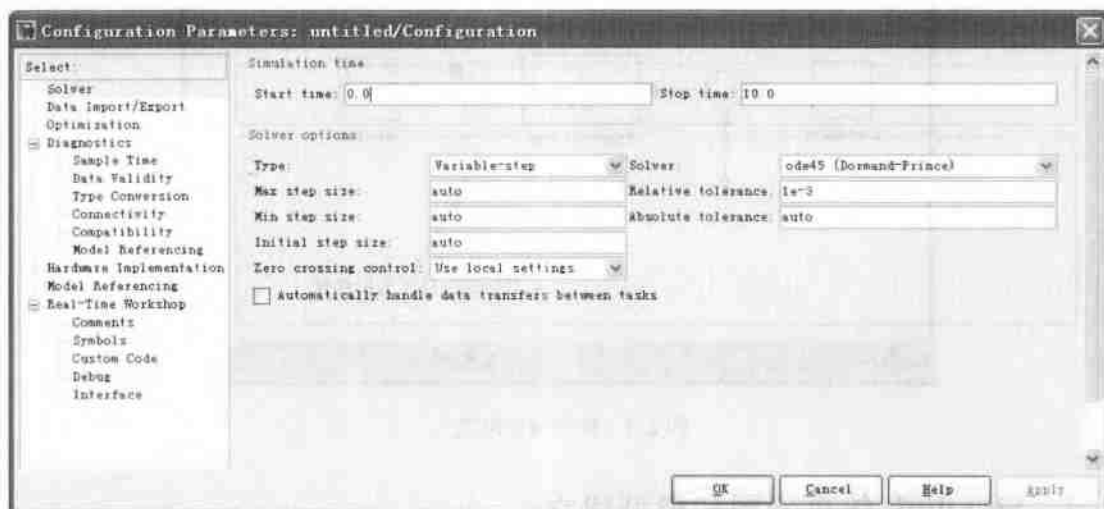 Configuration Parameters: untitled/Configuration
Select:
Solver
Data Import/Export
Optimization
Diagnostics
Sample Time
Data Validity
Type Conversion
Connectivity
Compatibility
Model Referencing
Hardware Implementation
Model Referencing
Real-Time Workshop
Comments
Symbols
Custom Code
Debug
Interface
Simulation time
Start time: 0.0 Stop time: 10.0
Solver options
Type: Variable-step Solver: ode45 (Dormand-Prince)
Max step size: auto Relative tolerance: 1e-3
Min step size: auto Absolute tolerance: auto
Initial step size: auto
Zero crossing control: Use local settings
Automatically handle data transfers between tasks
OK Cancel Help Apply